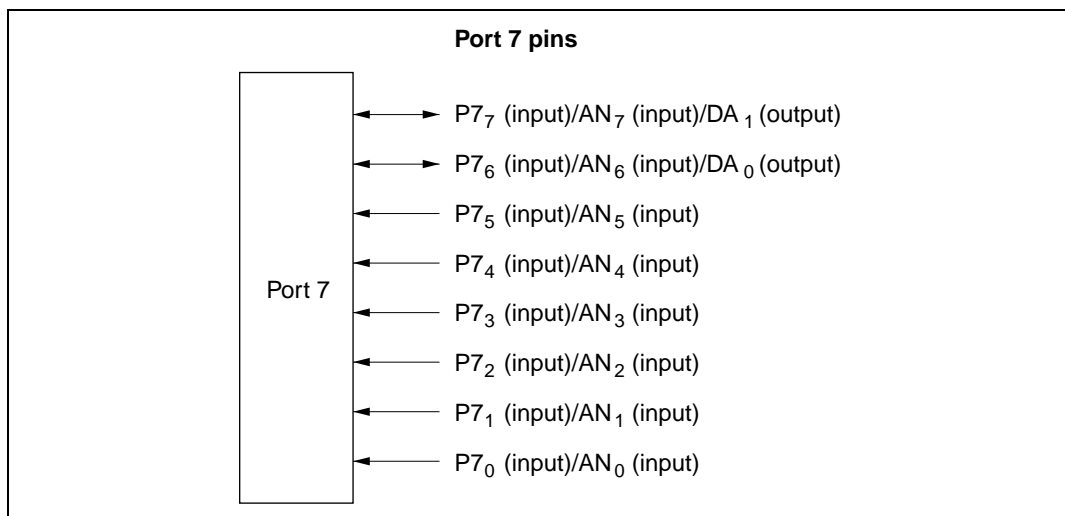 Port 7 pins
P7₇ (input)/AN₇ (input)/DA₁ (output)
P7₆ (input)/AN₆ (input)/DA₀ (output)
P7₅ (input)/AN₅ (input)
P7₄ (input)/AN₄ (input)
Port 7
P7₃ (input)/AN₃ (input)
P7₂ (input)/AN₂ (input)
P7₁ (input)/AN₁ (input)
P7₀ (input)/AN₀ (input)